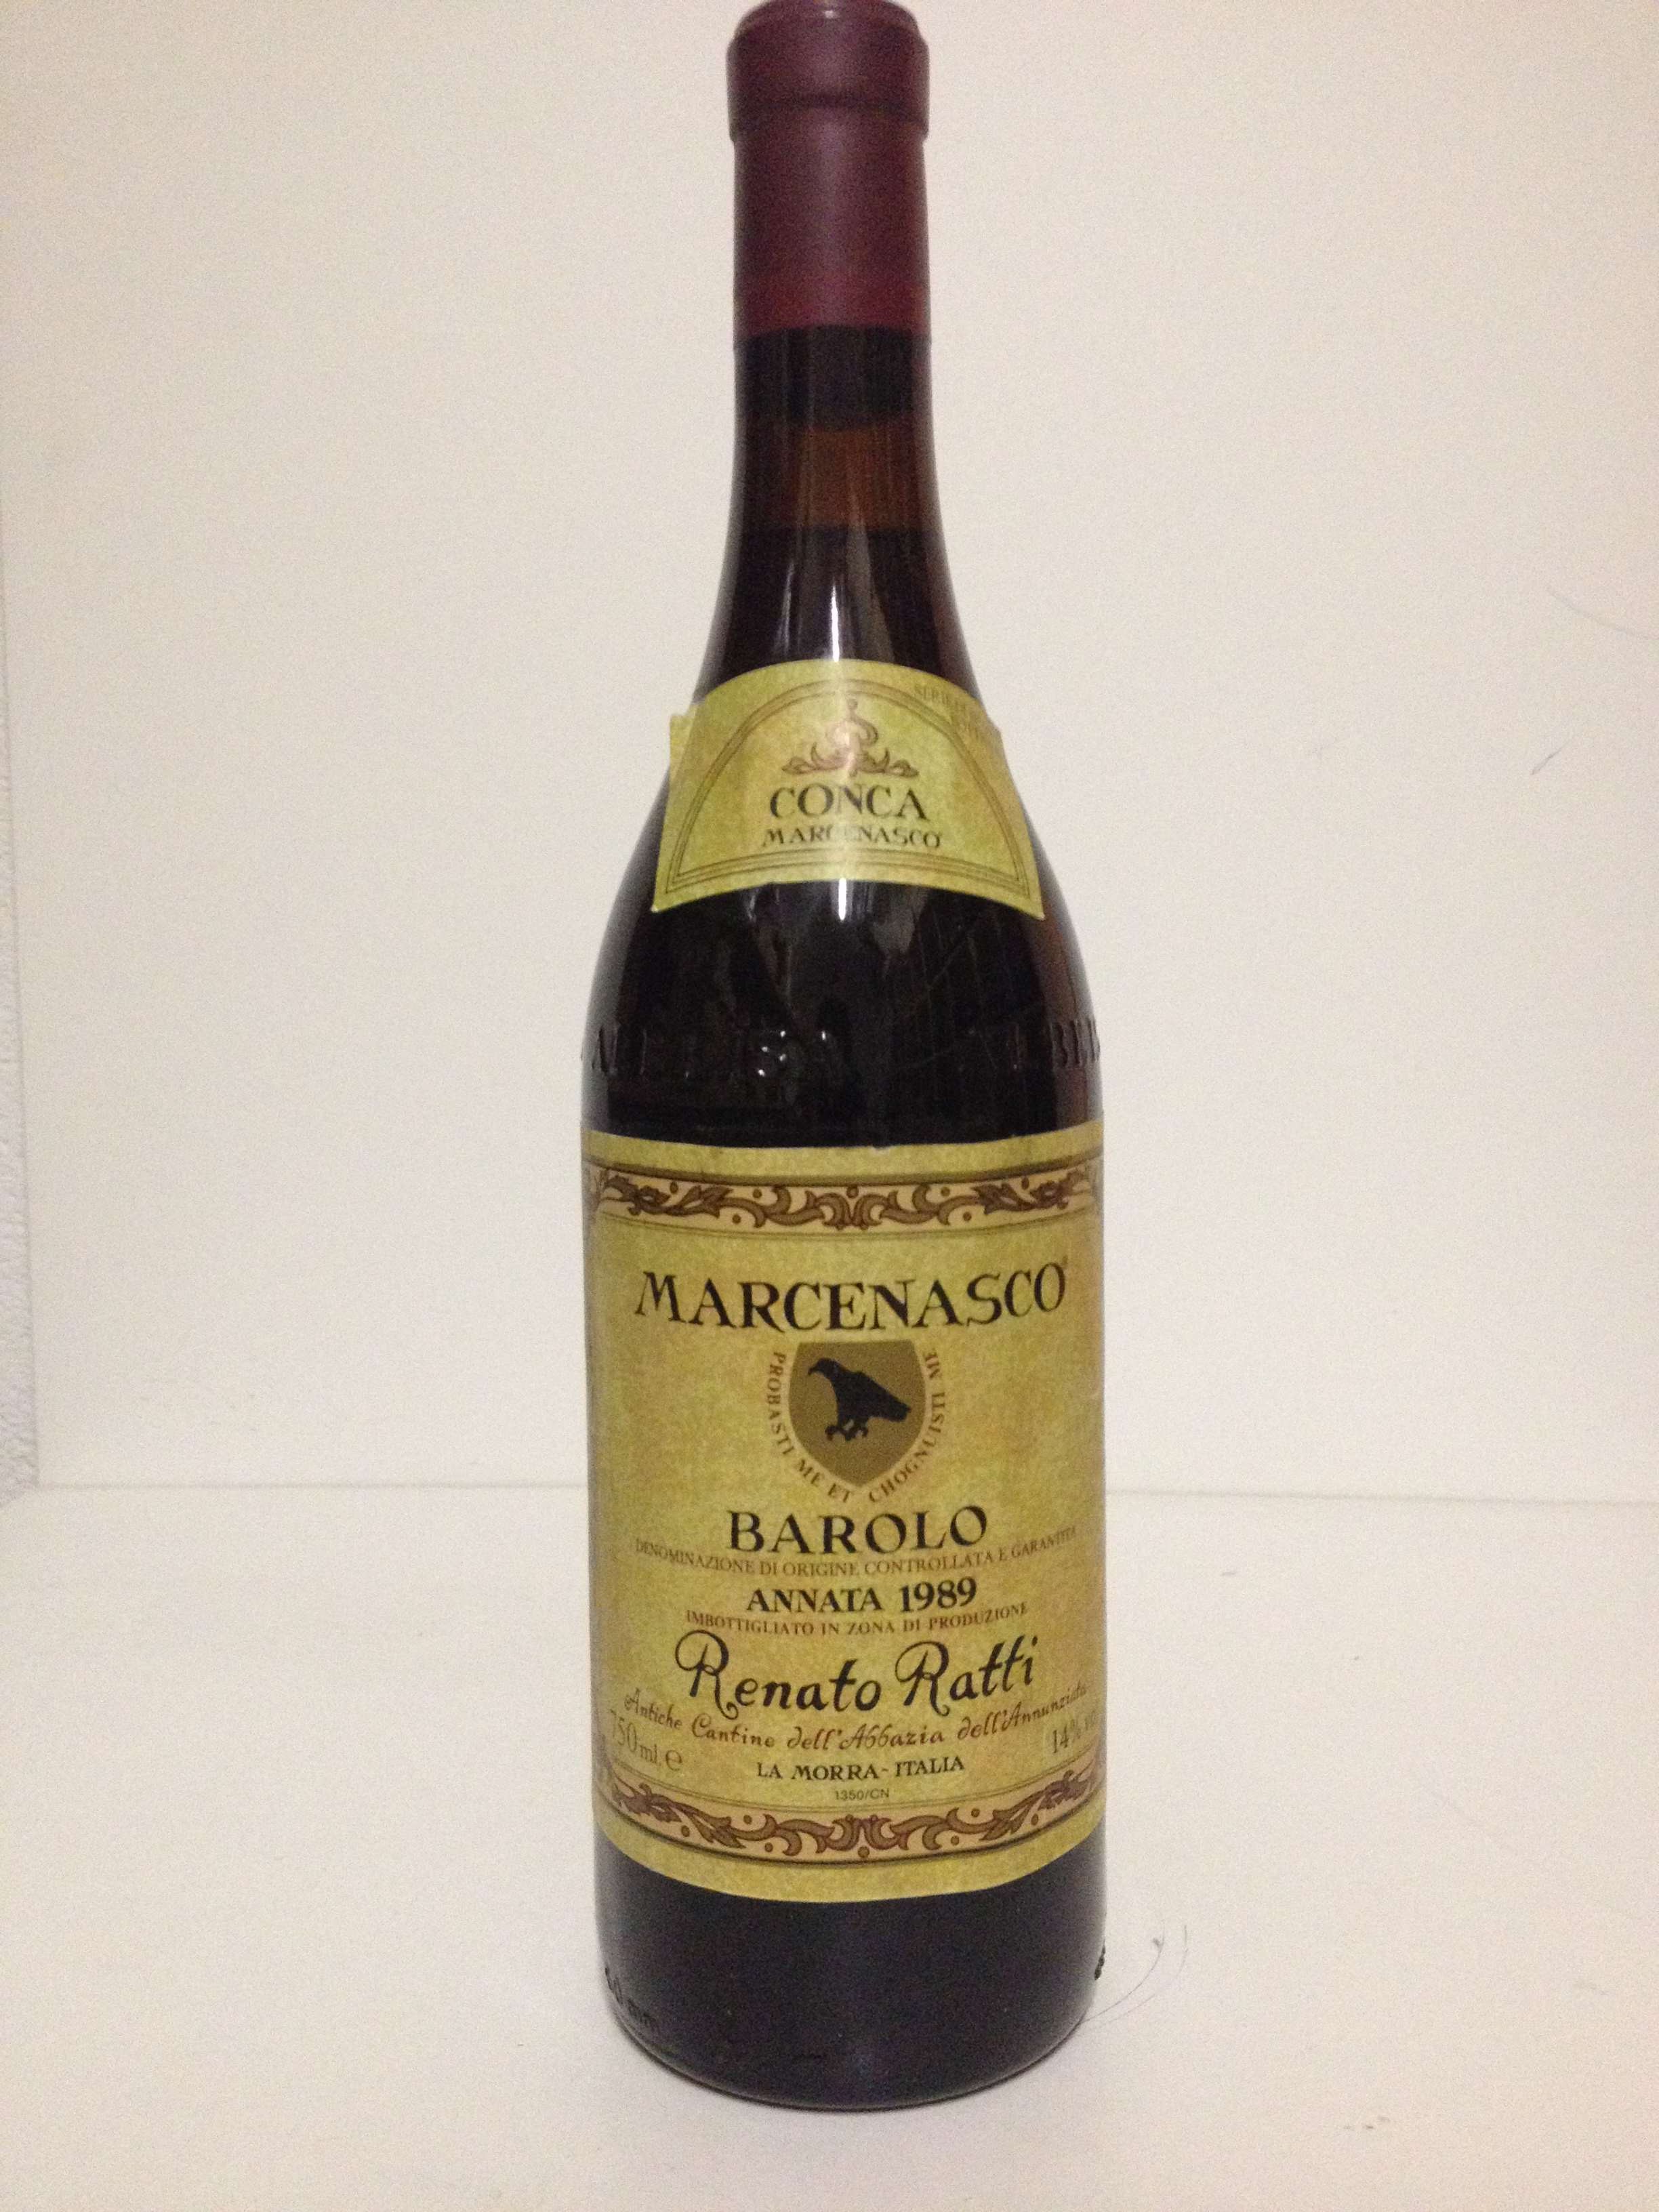 CONCA
MARCENASCO
MARCENASCO
PROBASTI ME ET CHOGNUISTI ME
BAROLO
DENOMINAZIONE DI ORIGINE CONTROLLATA E GARANTITA
ANNATA 1989
IMBOTTIGLIATO IN ZONA DI PRODUZIONE
Renato Ratti
Antiche Cantine dell'Abbazia dell'Annunziata
750 ml. e
14%
LA MORRA - ITALIA
1350/CN